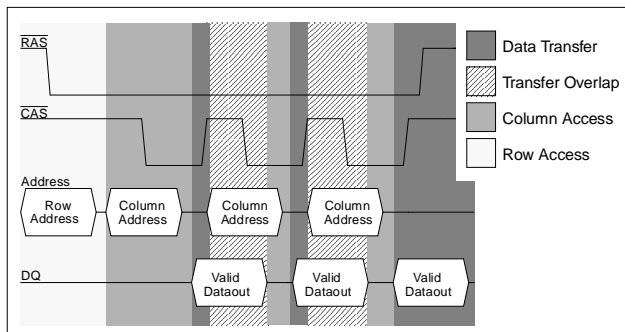 RAS
CAS
Address
Row
Address
Column
Address
Column
Address
Column
Address
DQ
Valid
Dataout
Valid
Dataout
Valid
Dataout
Data Transfer
Transfer Overlap
Column Access
Row Access